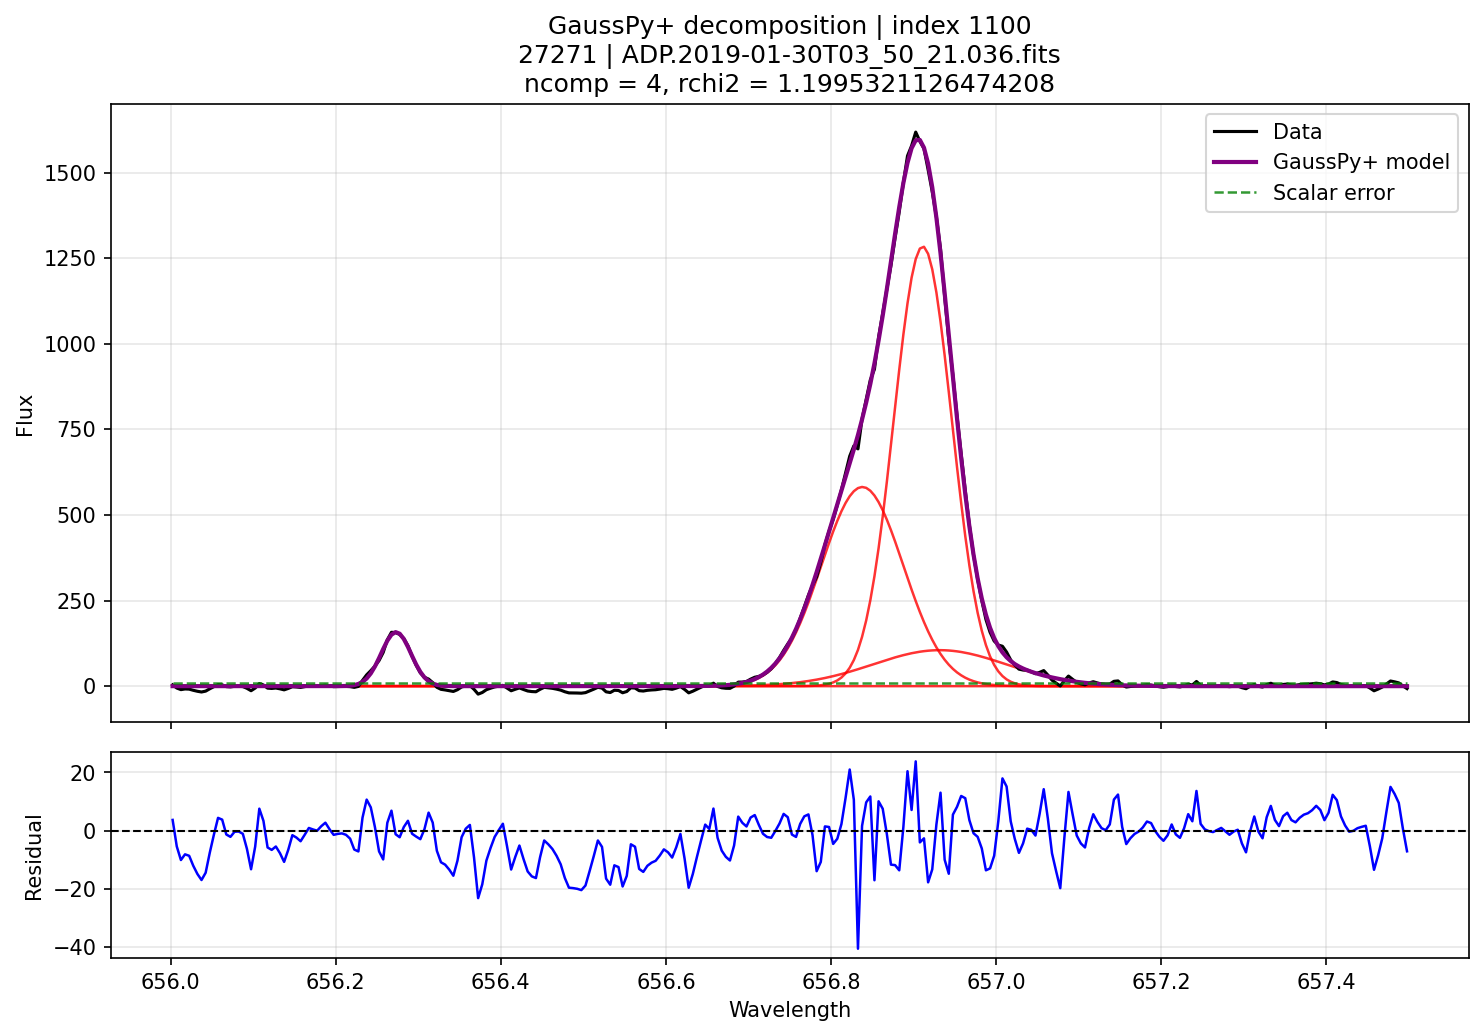 GaussPy+ decomposition | index 1100
27271 | ADP.2019-01-30T03_50_21.036.fits
ncomp = 4, rchi2 = 1.1995321126474208
Data
GaussPy+ model
Scalar error
Flux
1500
1250
1000
750
500
250
0
Residual
20
0
−20
−40
656.0 656.2 656.4 656.6 656.8 657.0 657.2 657.4
Wavelength